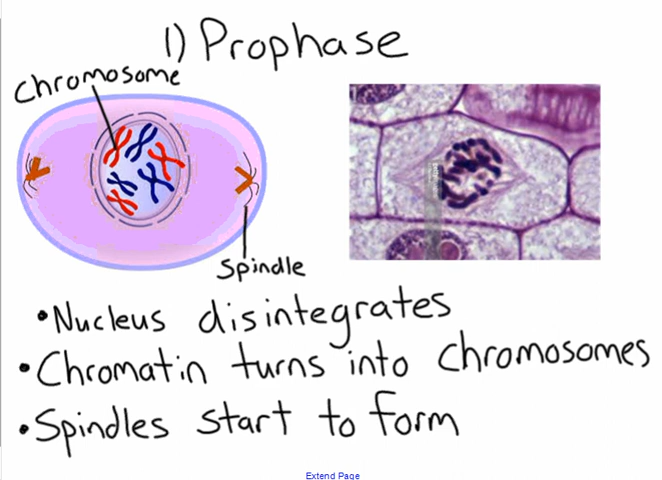 1) Prophase
chromosome
Spindle
•Nucleus disintegrates
•Chromatin turns into chromosomes
•Spindles start to form
Extend Page